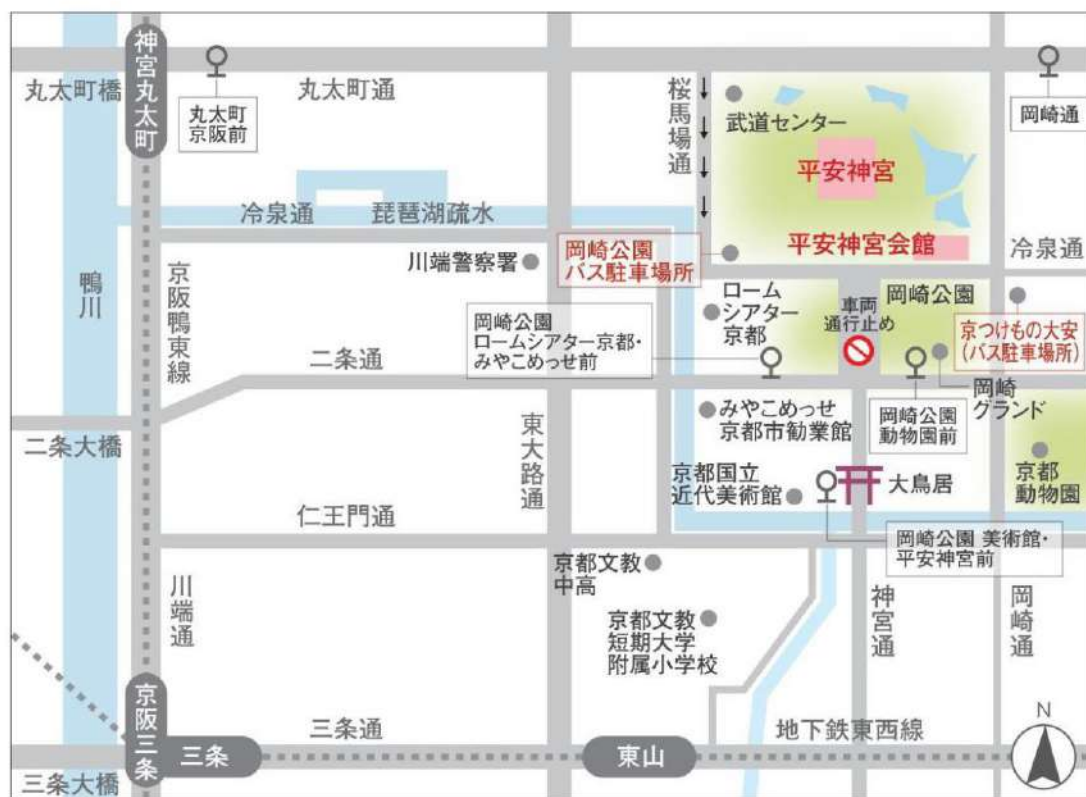 神宮丸太町
丸太町橋
丸太町
京阪前
丸太町通
桜馬場通
武道センター
岡崎通
平安神宮
冷泉通
琵琶湖疏水
平安神宮会館
冷泉通
鴨川
京阪鴨東線
川端警察署
岡崎公園
バス駐車場所
ローム
シアター
京都
車両
通行止め
岡崎公園
京つけもの大安
(バス駐車場所)
岡崎公園
ロームシアター京都・
みやこめっせ前
二条通
岡崎
グランド
二条大橋
東大路通
みやこめっせ
京都市勧業館
岡崎公園
動物園前
京都国立
近代美術館
大鳥居
京都
動物園
仁王門通
岡崎公園 美術館・
平安神宮前
川端通
京都文教
中高
京都文教
短期大学
附属小学校
神宮通
岡崎通
京阪三条
三条
三条通
東山
地下鉄東西線
N
三条大橋